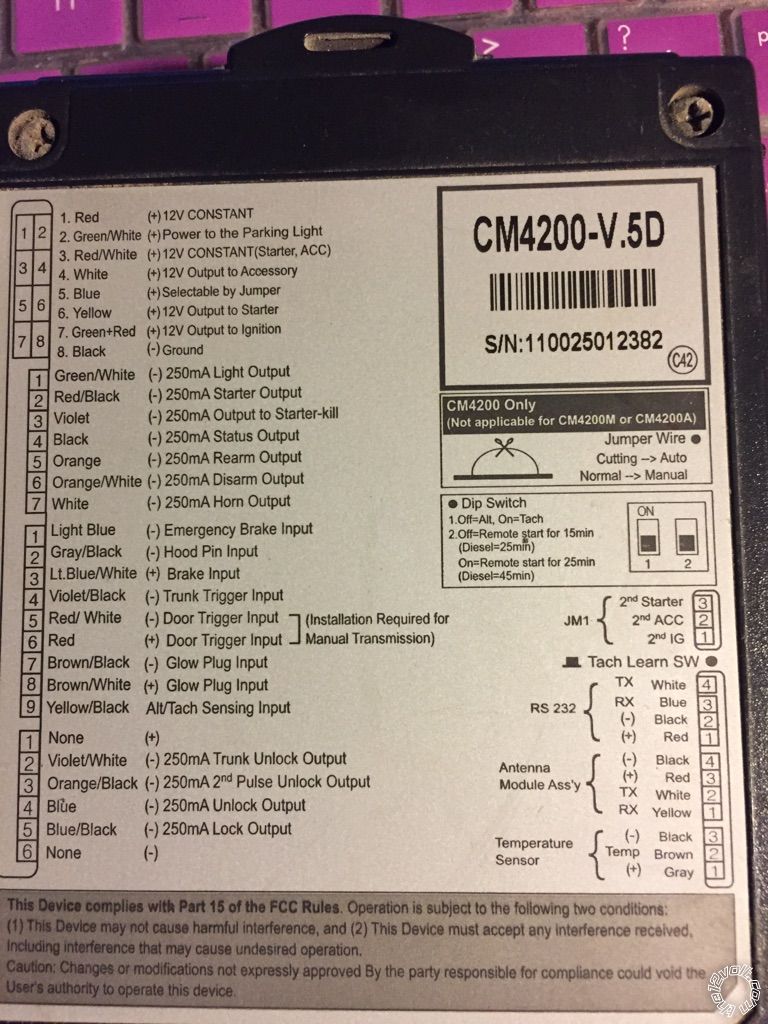 >
?
P
1 2
3 4
5 6
7 8
1. Red (+) 12V CONSTANT
2. Green/White (+) Power to the Parking Light
3. Red/White (+) 12V CONSTANT(Starter, ACC)
4. White (+) 12V Output to Accessory
5. Blue (+) Selectable by Jumper
6. Yellow (+) 12V Output to Starter
7. Green+Red (+) 12V Output to Ignition
8. Black (-) Ground
1 Green/White (-) 250mA Light Output
2 Red/Black (-) 250mA Starter Output
3 Violet (-) 250mA Output to Starter-kill
4 Black (-) 250mA Status Output
5 Orange (-) 250mA Rearm Output
6 Orange/White (-) 250mA Disarm Output
7 White (-) 250mA Horn Output
1 Light Blue (-) Emergency Brake Input
2 Gray/Black (-) Hood Pin Input
3 Lt.Blue/White (+) Brake Input
4 Violet/Black (-) Trunk Trigger Input
5 Red/ White (-) Door Trigger Input
6 Red (+) Door Trigger Input
(Installation Required for
Manual Transmission)
7 Brown/Black (-) Glow Plug Input
8 Brown/White (+) Glow Plug Input
9 Yellow/Black Alt/Tach Sensing Input
1 None (+)
2 Violet/White (-) 250mA Trunk Unlock Output
3 Orange/Black (-) 250mA 2nd Pulse Unlock Output
4 Blue (-) 250mA Unlock Output
5 Blue/Black (-) 250mA Lock Output
6 None (-)
CM4200-V.5D
S/N:110025012382
C42
CM4200 Only
(Not applicable for CM4200M or CM4200A)
Jumper Wire ●
Cutting --> Auto
Normal --> Manual
● Dip Switch
1.Off=Alt, On=Tach
2.Off=Remote start for 15min
(Diesel=25min)
On=Remote start for 25min
(Diesel=45min)
ON
1 2
JM1
2nd Starter 3
2nd ACC 2
2nd IG 1
Tach Learn SW ●
RS 232
TX White 4
RX Blue 3
(-) Black 2
(+) Red 1
Antenna
Module Ass'y
(-) Black 4
(+) Red 3
TX White 2
RX Yellow 1
Temperature
Sensor
(-) Black 3
Temp Brown 2
(+) Gray 1
This Device complies with Part 15 of the FCC Rules. Operation is subject to the following two conditions:
(1) This Device may not cause harmful interference, and (2) This Device must accept any interference received,
Including interference that may cause undesired operation.
Caution: Changes or modifications not expressly approved By the party responsible for compliance could void the
User's authority to operate this device.
the12volt.com